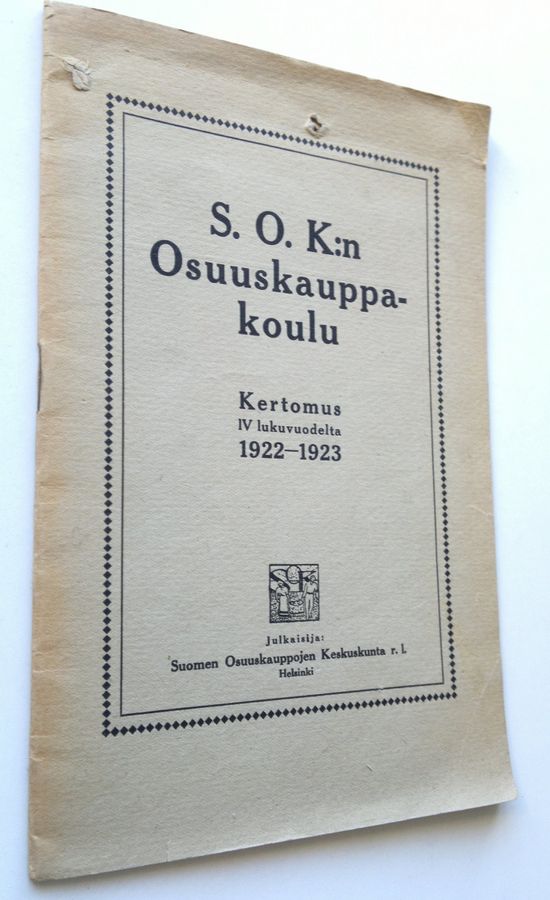 S. O. K:n
Osuuskauppa-
koulu
Kertomus
IV lukuvuodelta
1922—1923
Julkaisija:
Suomen Osuuskauppojen Keskuskunta r. l.
Helsinki